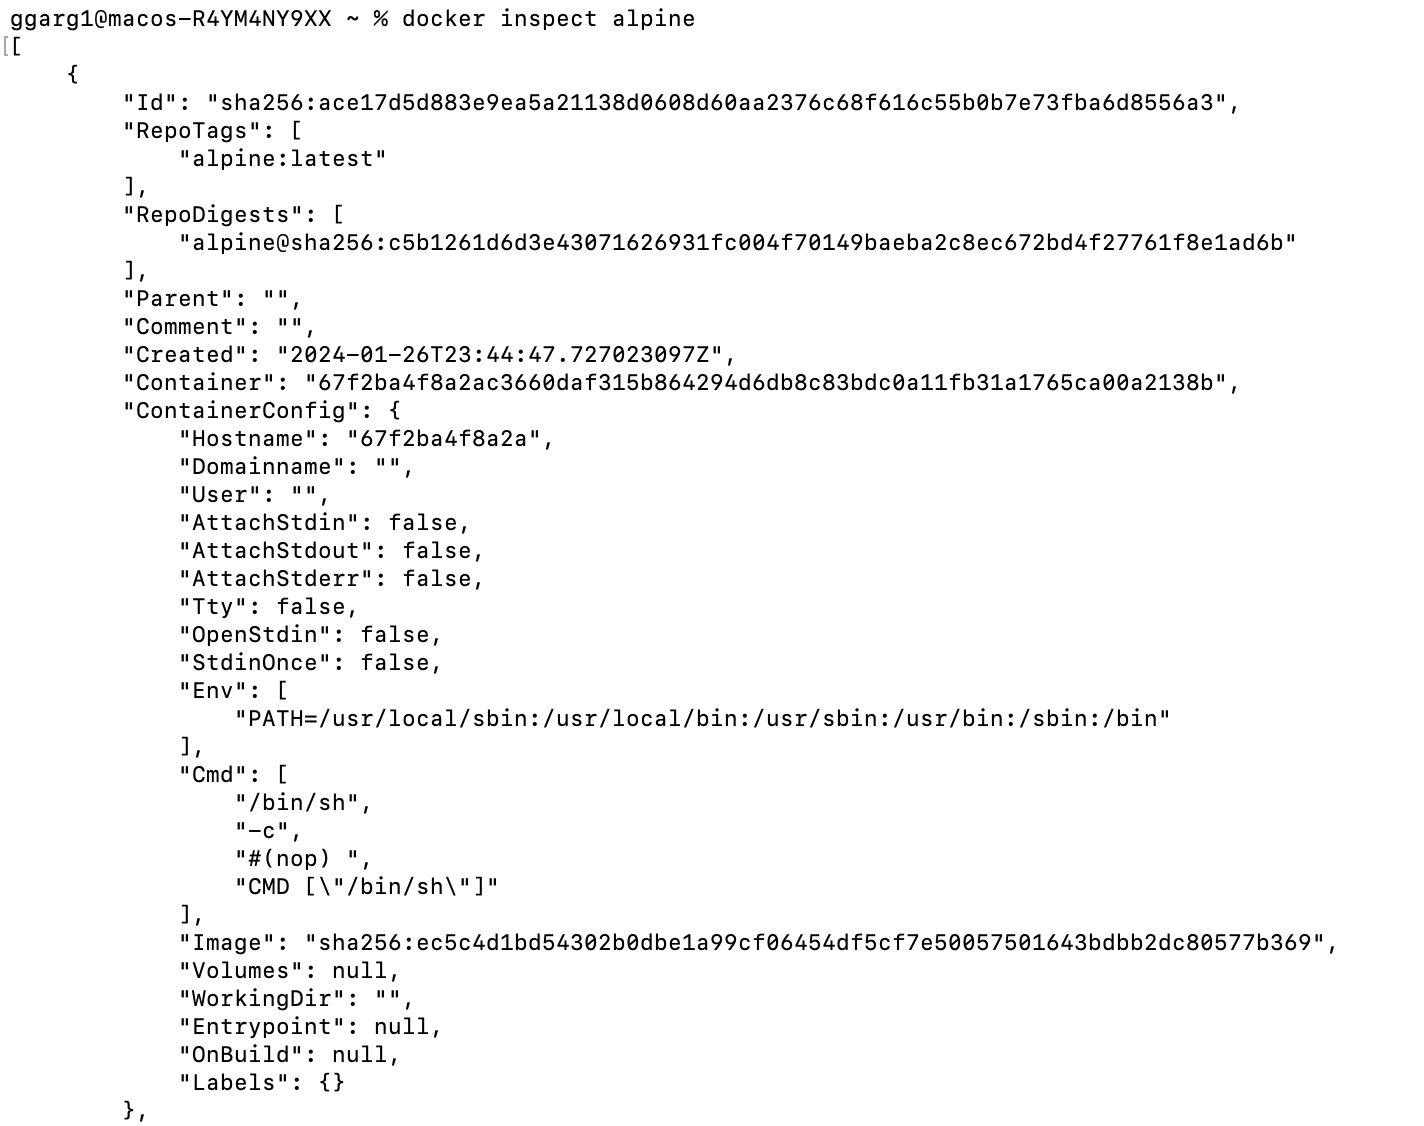 ggarg1@macos-R4YM4NY9XX ~ % docker inspect alpine
[[
    {
        "Id": "sha256:ace17d5d883e9ea5a21138d0608d60aa2376c68f616c55b0b7e73fba6d8556a3",
        "RepoTags": [
            "alpine:latest"
        ],
        "RepoDigests": [
            "alpine@sha256:c5b1261d6d3e43071626931fc004f70149baeba2c8ec672bd4f27761f8e1ad6b"
        ],
        "Parent": "",
        "Comment": "",
        "Created": "2024-01-26T23:44:47.727023097Z",
        "Container": "67f2ba4f8a2ac3660daf315b864294d6db8c83bdc0a11fb31a1765ca00a2138b",
        "ContainerConfig": {
            "Hostname": "67f2ba4f8a2a",
            "Domainname": "",
            "User": "",
            "AttachStdin": false,
            "AttachStdout": false,
            "AttachStderr": false,
            "Tty": false,
            "OpenStdin": false,
            "StdinOnce": false,
            "Env": [
                "PATH=/usr/local/sbin:/usr/local/bin:/usr/sbin:/usr/bin:/sbin:/bin"
            ],
            "Cmd": [
                "/bin/sh",
                "-c",
                "#(nop) ",
                "CMD [\"/bin/sh\"]"
            ],
            "Image": "sha256:ec5c4d1bd54302b0dbe1a99cf06454df5cf7e50057501643bdbb2dc80577b369",
            "Volumes": null,
            "WorkingDir": "",
            "Entrypoint": null,
            "OnBuild": null,
            "Labels": {}
        },